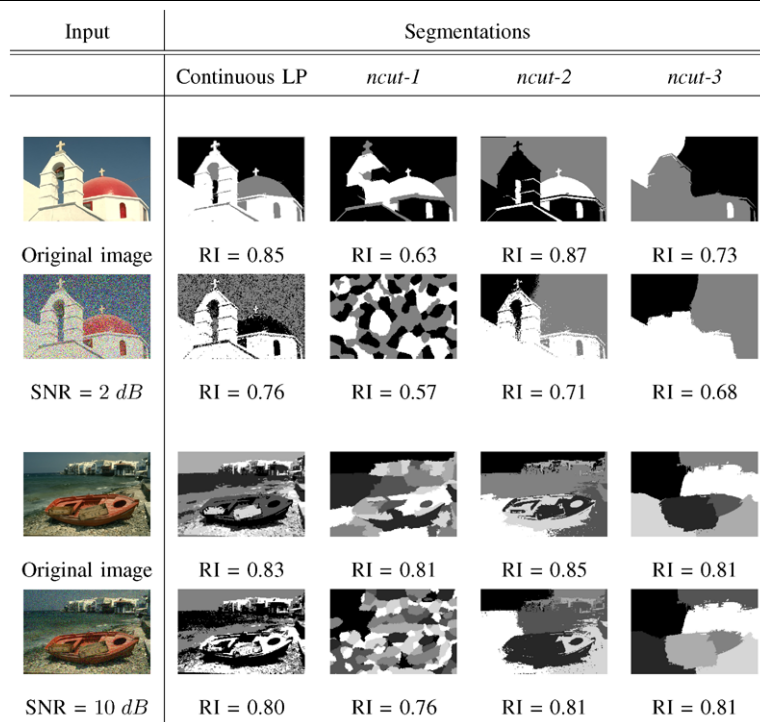 Input Segmentations
Continuous LP ncut-1 ncut-2 ncut-3
Original image RI = 0.85 RI = 0.63 RI = 0.87 RI = 0.73
SNR = 2 dB RI = 0.76 RI = 0.57 RI = 0.71 RI = 0.68
Original image RI = 0.83 RI = 0.81 RI = 0.85 RI = 0.81
SNR = 10 dB RI = 0.80 RI = 0.76 RI = 0.81 RI = 0.81